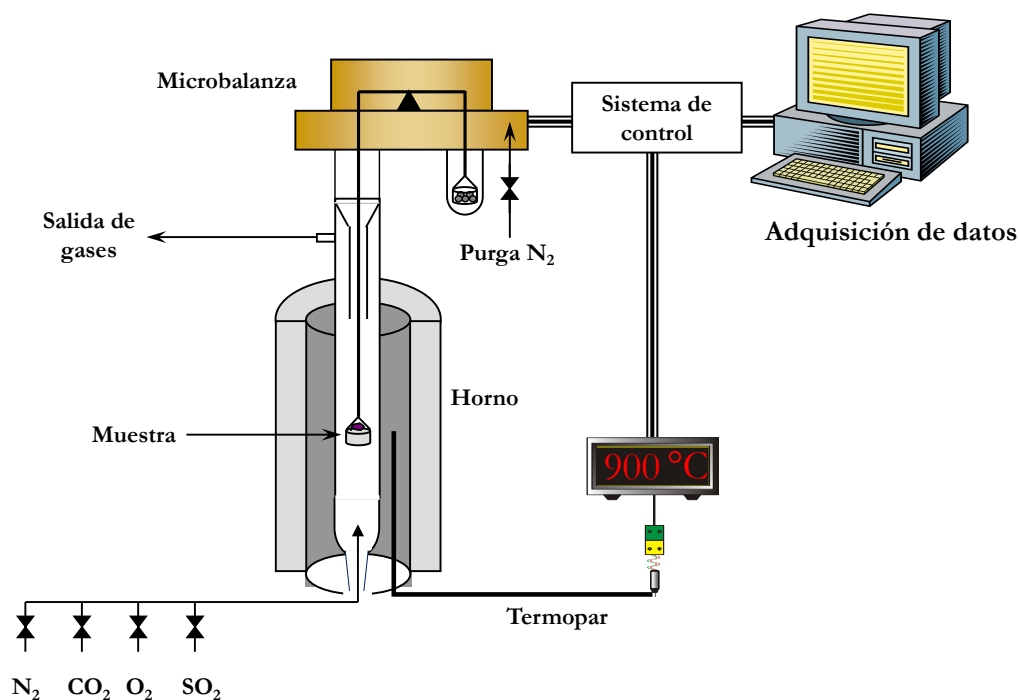 Microbalanza
Sistema de
control
Salida de
gases
Purga N₂
Adquisición de datos
Horno
Muestra
900 °C
Termopar
N₂ CO₂ O₂ SO₂